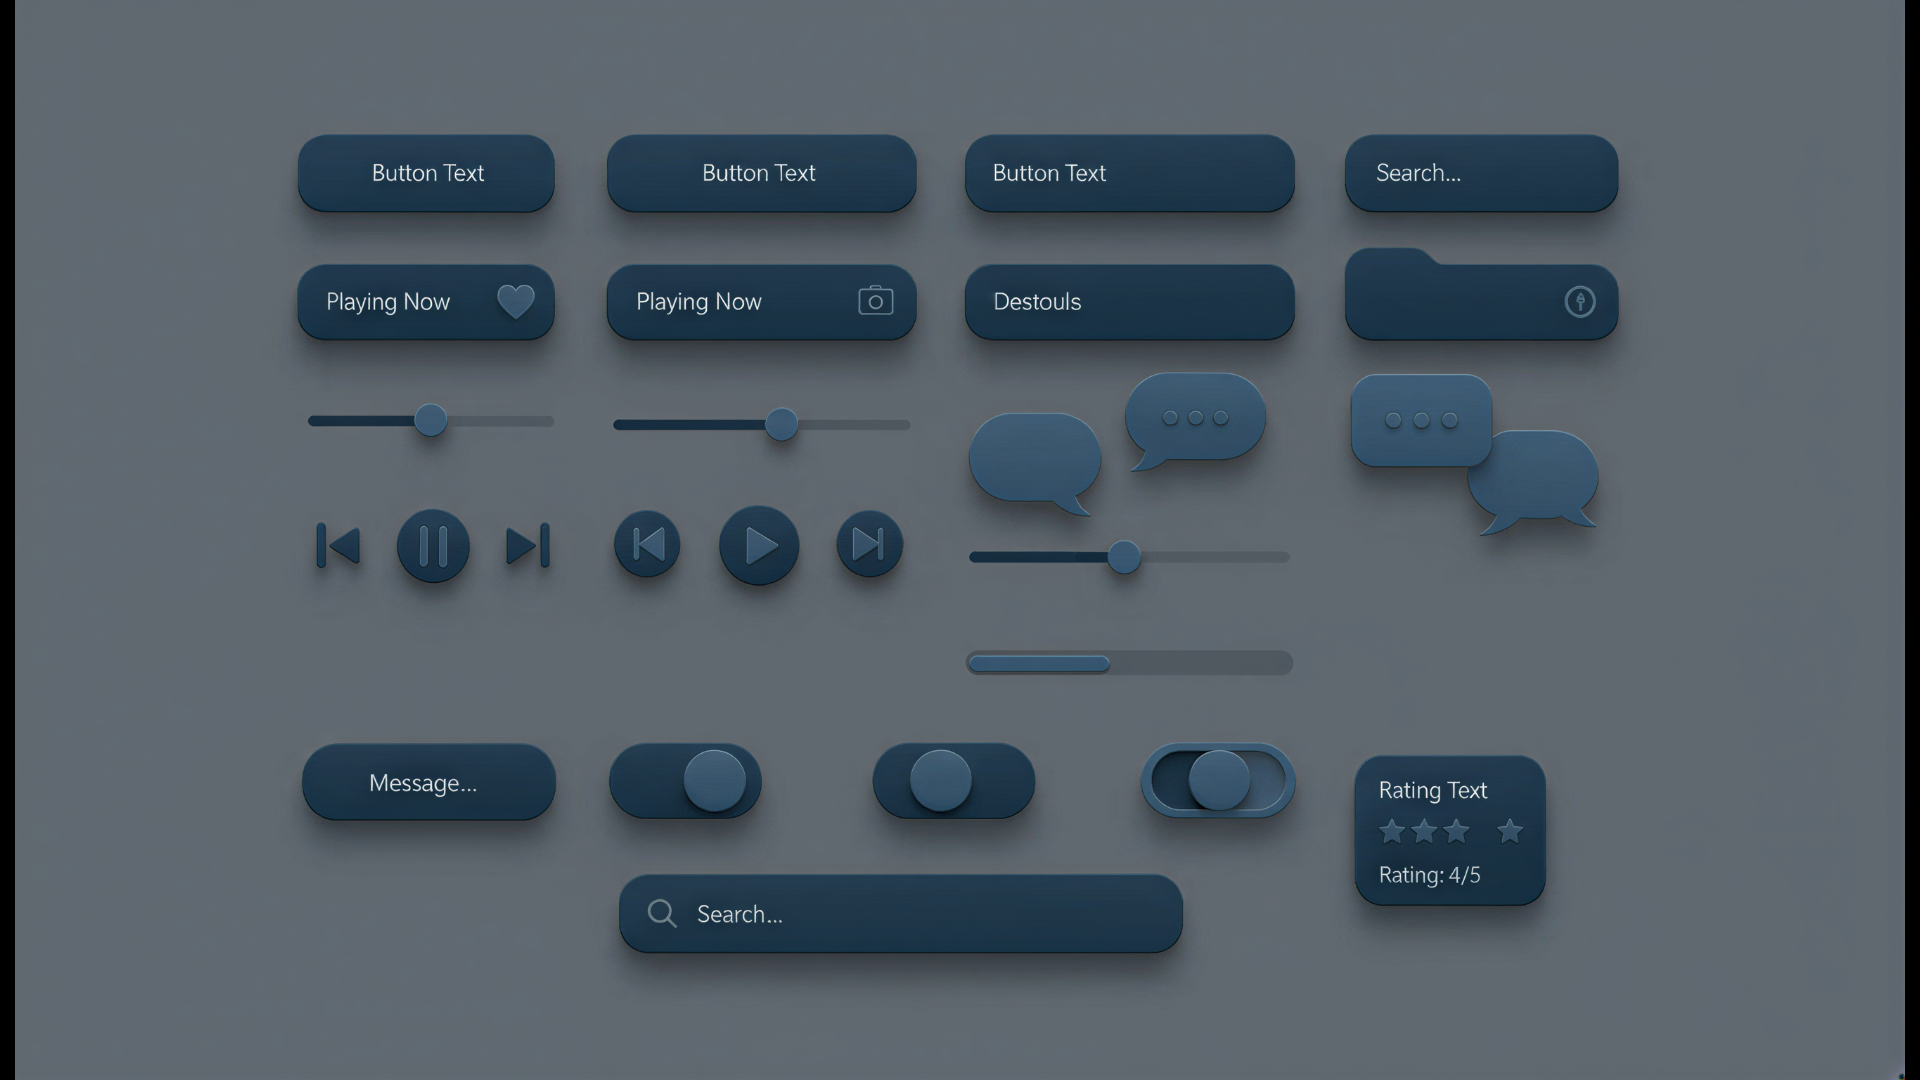 Button Text
Button Text
Button Text
Search...
Playing Now
Playing Now
Destouls
Message...
Rating Text
Rating: 4/5
Search...